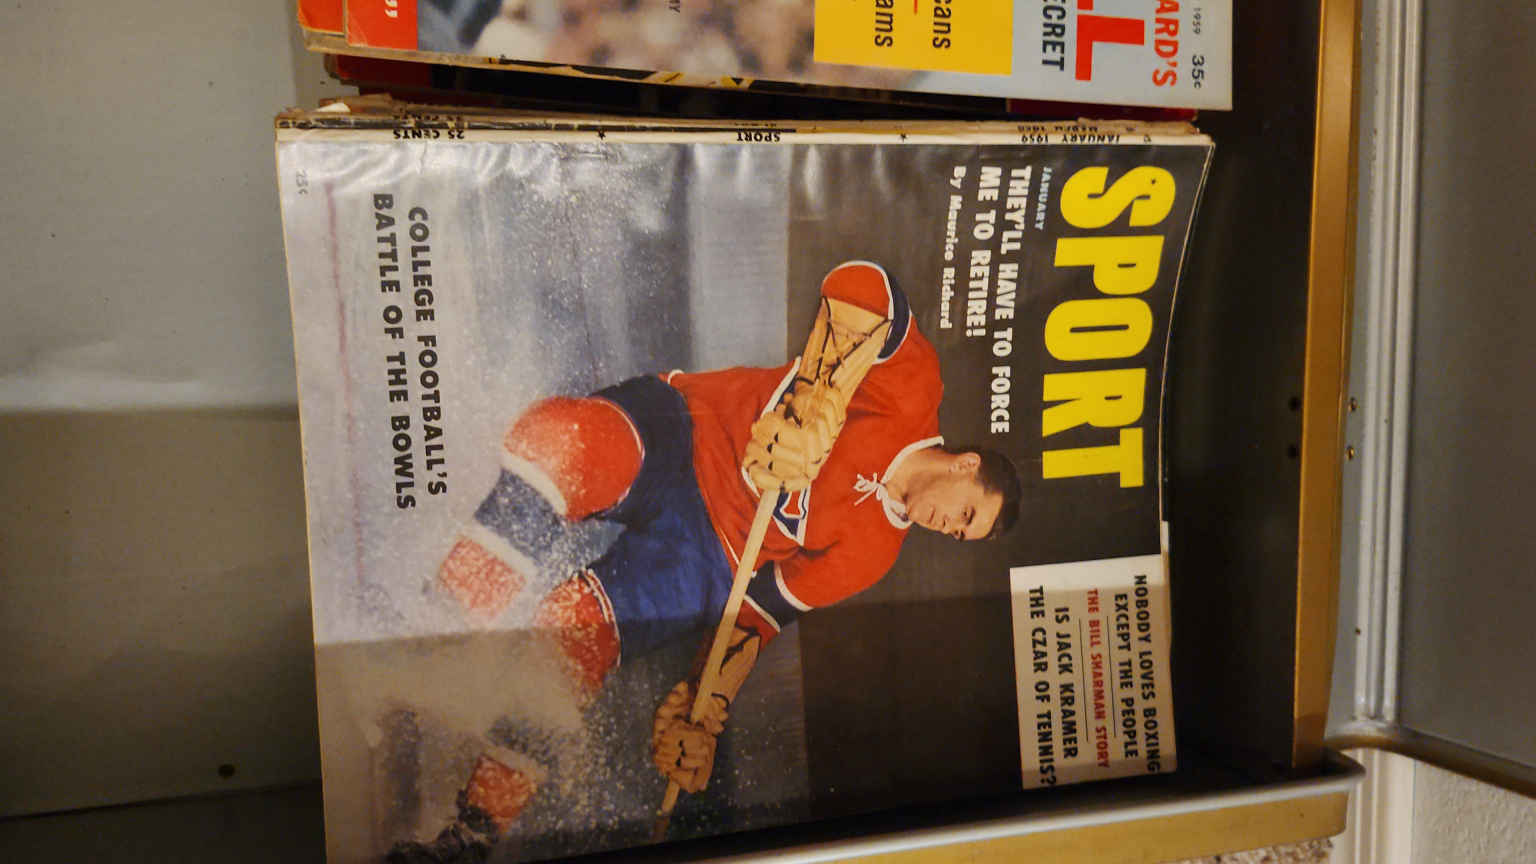 SPORT
JANUARY
THEY'LL HAVE TO FORCE
ME TO RETIRE!
By Maurice Richard
NOBODY LOVES BOXING
EXCEPT THE PEOPLE
THE BILL SHARMAN STORY
IS JACK KRAMER
THE CZAR OF TENNIS?
COLLEGE FOOTBALL'S
BATTLE OF THE BOWLS
25c
JANUARY 1959
SPORT
25 CENTS
1959 35c
ARD'S
LL
ECRET
cans
ams